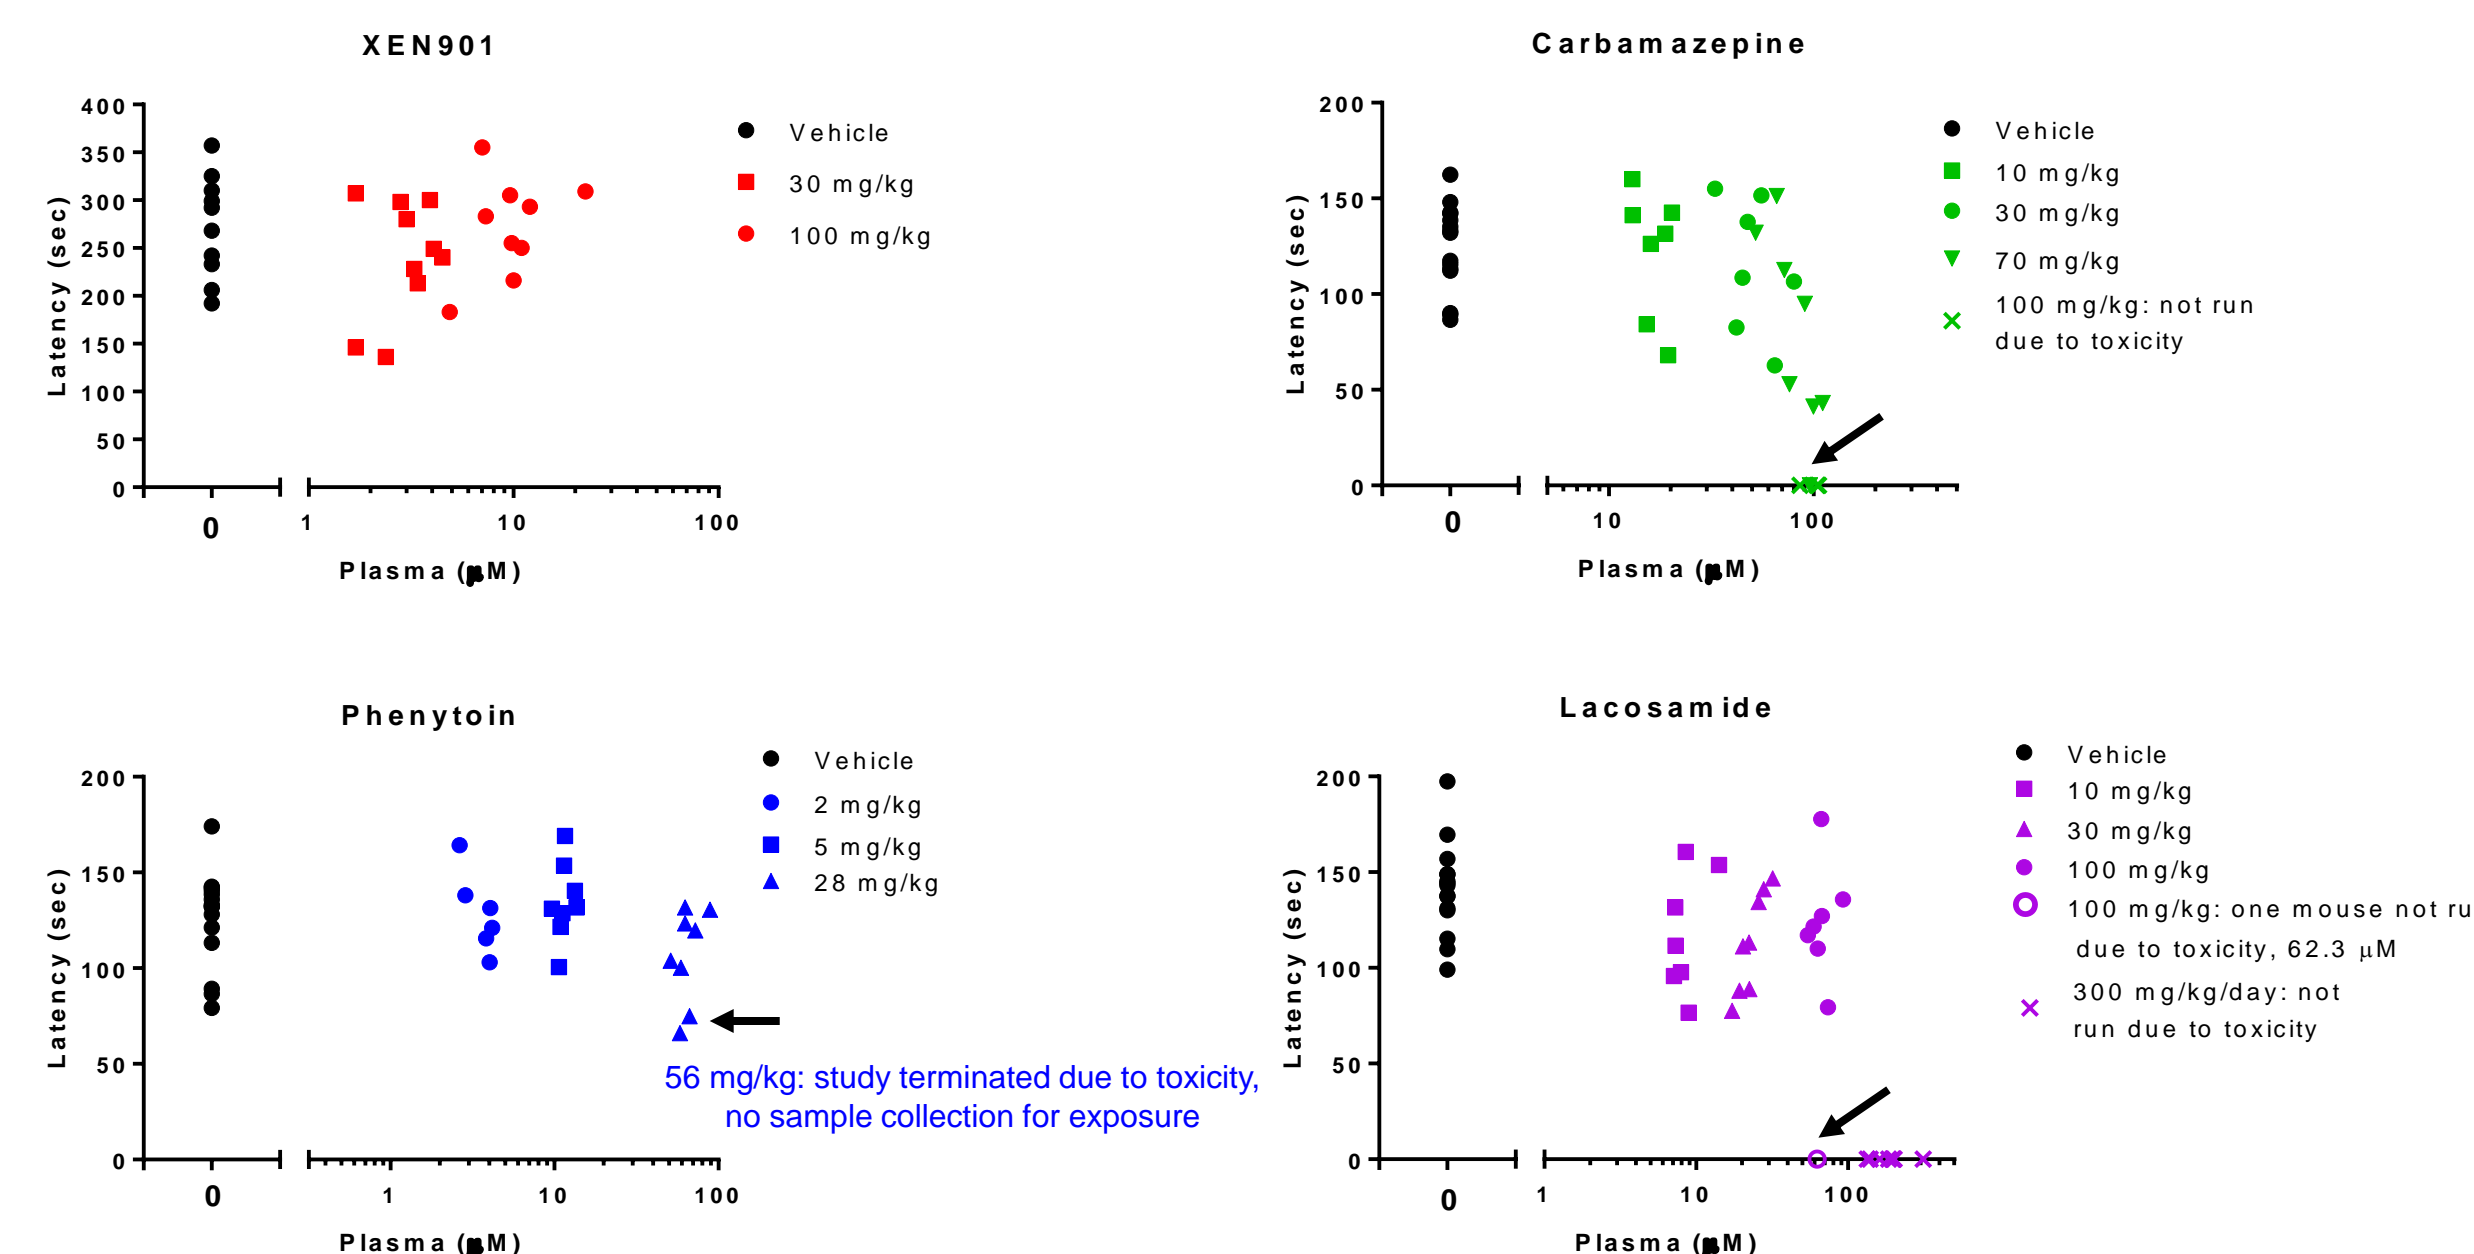 XEN901
400
350
300
250
200
150
100
50
0
Latency (sec)
0
1
10
100
Plasma (μM)
Vehicle
30 mg/kg
100 mg/kg
Carbamazepine
200
150
100
50
0
Latency (sec)
0
10
100
Plasma (μM)
Vehicle
10 mg/kg
30 mg/kg
70 mg/kg
100 mg/kg: not run
due to toxicity
Phenytoin
200
150
100
50
0
Latency (sec)
0
1
10
100
Plasma (μM)
Vehicle
2 mg/kg
5 mg/kg
28 mg/kg
56 mg/kg: study terminated due to toxicity,
no sample collection for exposure
Lacosamide
200
150
100
50
0
Latency (sec)
0
1
10
100
Plasma (μM)
Vehicle
10 mg/kg
30 mg/kg
100 mg/kg
100 mg/kg: one mouse not ru
due to toxicity, 62.3 μM
300 mg/kg/day: not
run due to toxicity